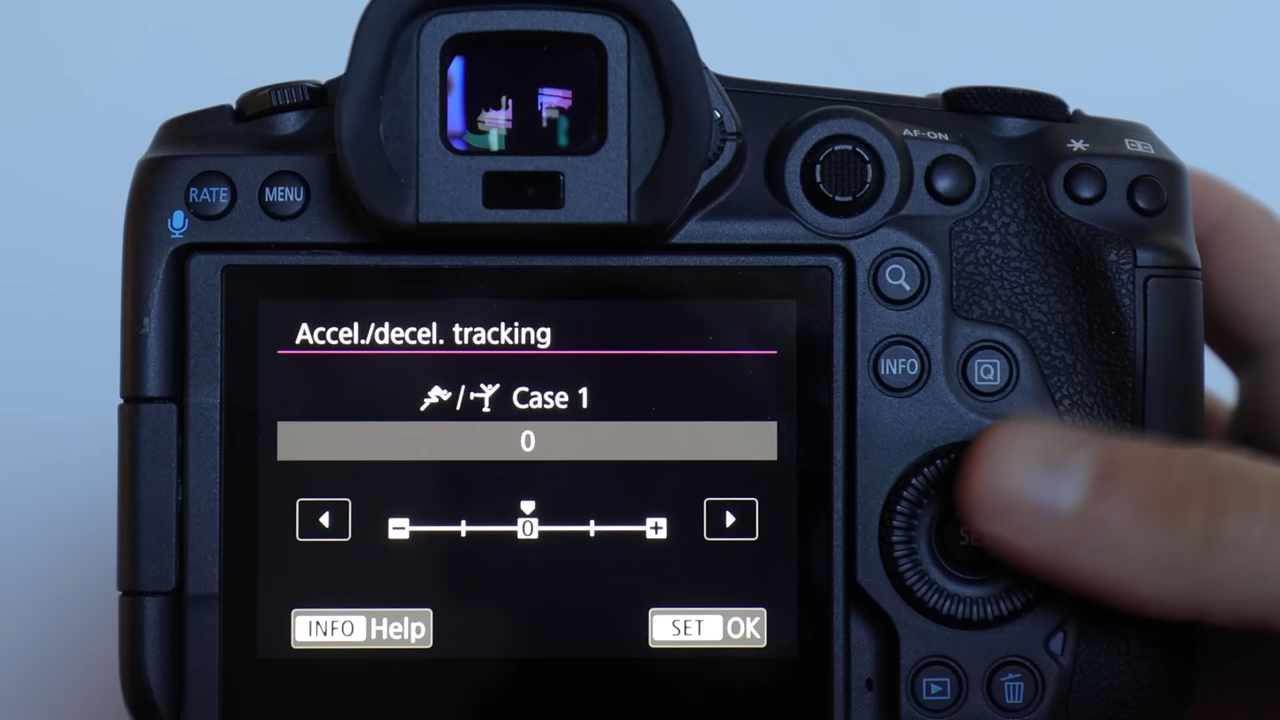 AF-ON
RATE
MENU
INFO
Q
Accel./decel. tracking
/ Case 1
0
− 0 +
INFO Help
SET OK